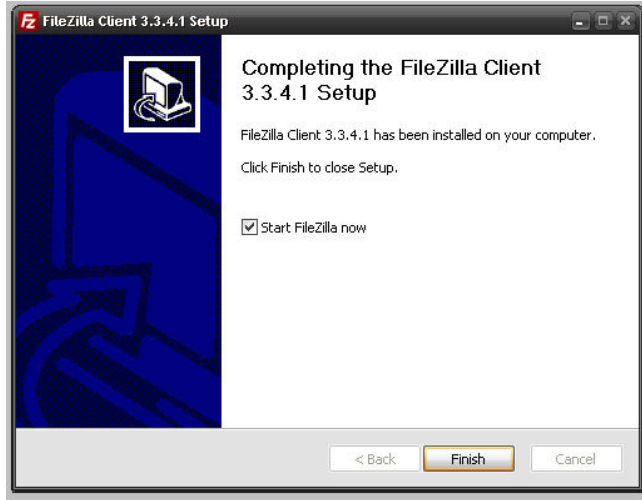 Fz FileZilla Client 3.3.4.1 Setup
Completing the FileZilla Client
3.3.4.1 Setup
FileZilla Client 3.3.4.1 has been installed on your computer.
Click Finish to close Setup.
Start FileZilla now
< Back Finish Cancel